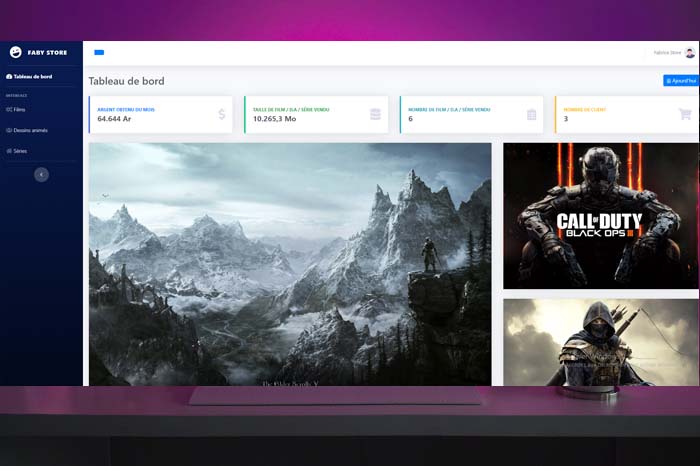 FABY STORE
Fabrice Store
Tableau de bord
Tableau de bord
Aujourd'hui
INTERFACE
Films
Dessins animés
Séries
ARGENT OBTENU DU MOIS
64.644 Ar
TAILLE DE FILM / D.A / SÉRIE VENDU
10.265,3 Mo
NOMBRE DE FILM / D.A / SÉRIE VENDU
6
NOMBRE DE CLIENT
3
CALL OF DUTY
BLACK OPS III
The Elder Scrolls V